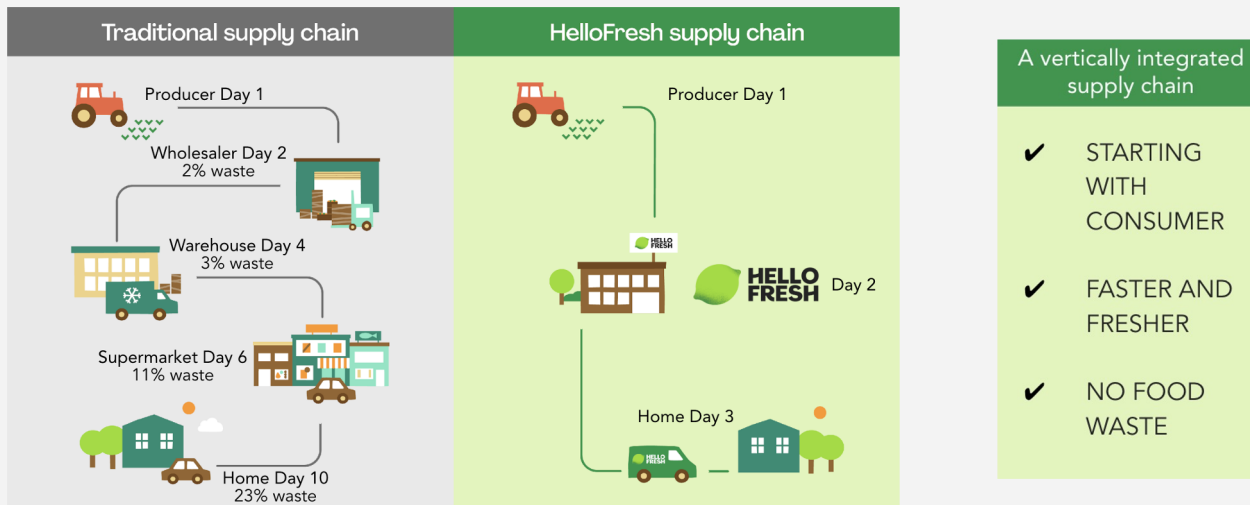 Traditional supply chain
Producer Day 1
Wholesaler Day 2
2% waste
Warehouse Day 4
3% waste
Supermarket Day 6
11% waste
Home Day 10
23% waste
HelloFresh supply chain
Producer Day 1
HELLO
FRESH
HELLO
FRESH
Day 2
Home Day 3
HELLO
FRESH
A vertically integrated
supply chain
✔ STARTING
WITH
CONSUMER
✔ FASTER AND
FRESHER
✔ NO FOOD
WASTE